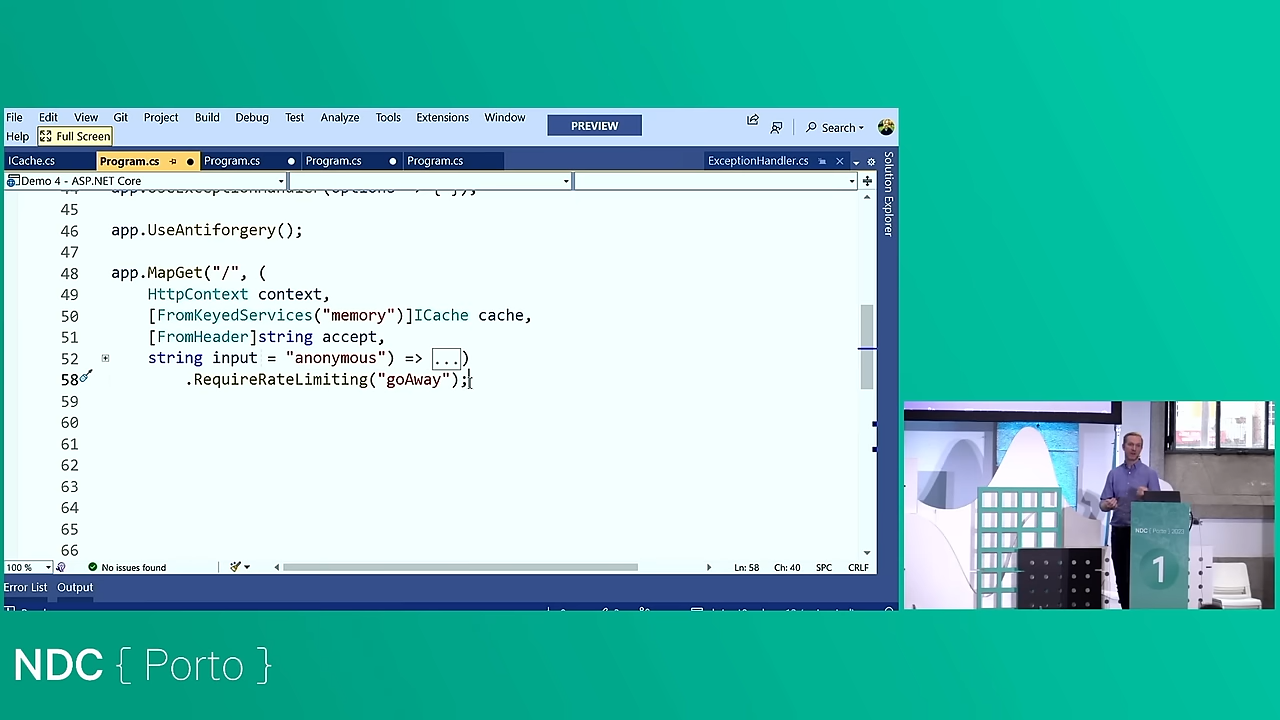 File Edit View Git Project Build Debug Test Analyze Tools Extensions Window PREVIEW Search
Help Full Screen
ICache.cs Program.cs Program.cs Program.cs Program.cs ExceptionHandler.cs
Demo 4 - ASP.NET Core
Solution Explorer
45
46 app.UseAntiforgery();
47
48 app.MapGet("/", (
49 HttpContext context,
50 [FromKeyedServices("memory")]ICache cache,
51 [FromHeader]string accept,
52 string input = "anonymous") => ...)
58 .RequireRateLimiting("goAway");
59
60
61
62
63
64
65
66
100 % No issues found Ln: 58 Ch: 40 SPC CRLF
Error List Output
NDC { Porto } 2023
1
NDC { Porto }